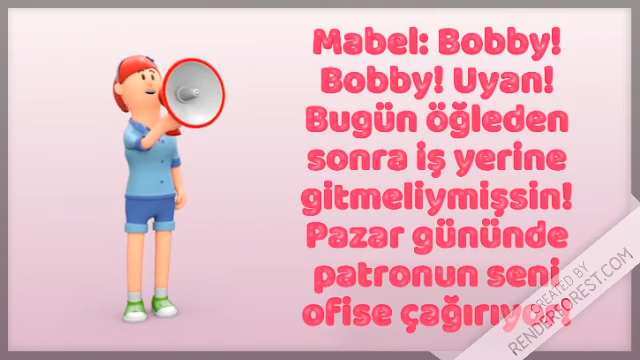 Mabel: Bobby!
Bobby! Uyan!
Bugün öğleden
sonra iş yerine
gitmeliymişsin!
Pazar gününde
patronun seni
ofise çağırıyor!
CREATED BY
RENDERFOREST.COM